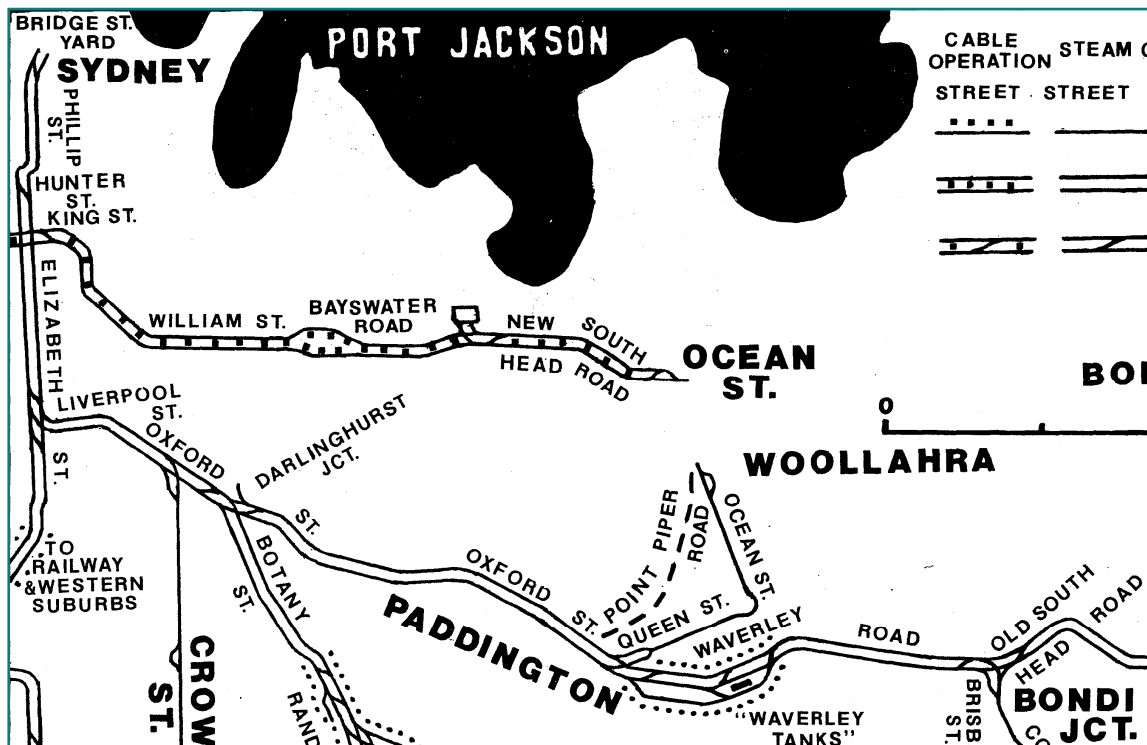 BRIDGE ST.
YARD
SYDNEY
PORT JACKSON
CABLE
OPERATION
STEAM
STREET
STREET
PHILLIP
ST.
HUNTER
ST.
KING ST.
ELIZABETH
ST.
WILLIAM ST.
BAYSWATER
ROAD
NEW SOUTH
HEAD ROAD
OCEAN
ST.
0
LIVERPOOL
ST.
OXFORD
ST.
DARLINGHURST
JCT.
WOOLLAHRA
POINT PIPER
ROAD
OCEAN ST.
TO
RAILWAY
&WESTERN
SUBURBS
BOTANY
ST.
OXFORD
ST.
PADDINGTON
QUEEN ST.
WAVERLEY
ROAD
OLD SOUTH
HEAD ROAD
BONDI
JCT.
"WAVERLEY
TANKS"
ST.
ST.